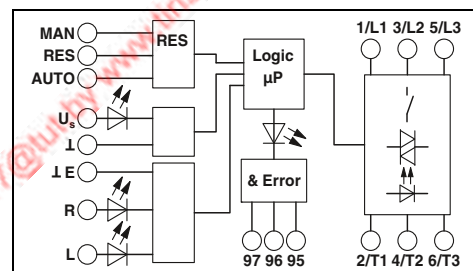 MAN
RES
AUTO
Us
⊥
⊥ E
R
L
RES
Logic
µP
& Error
97 96 95
1/L1 3/L2 5/L3
2/T1 4/T2 6/T3